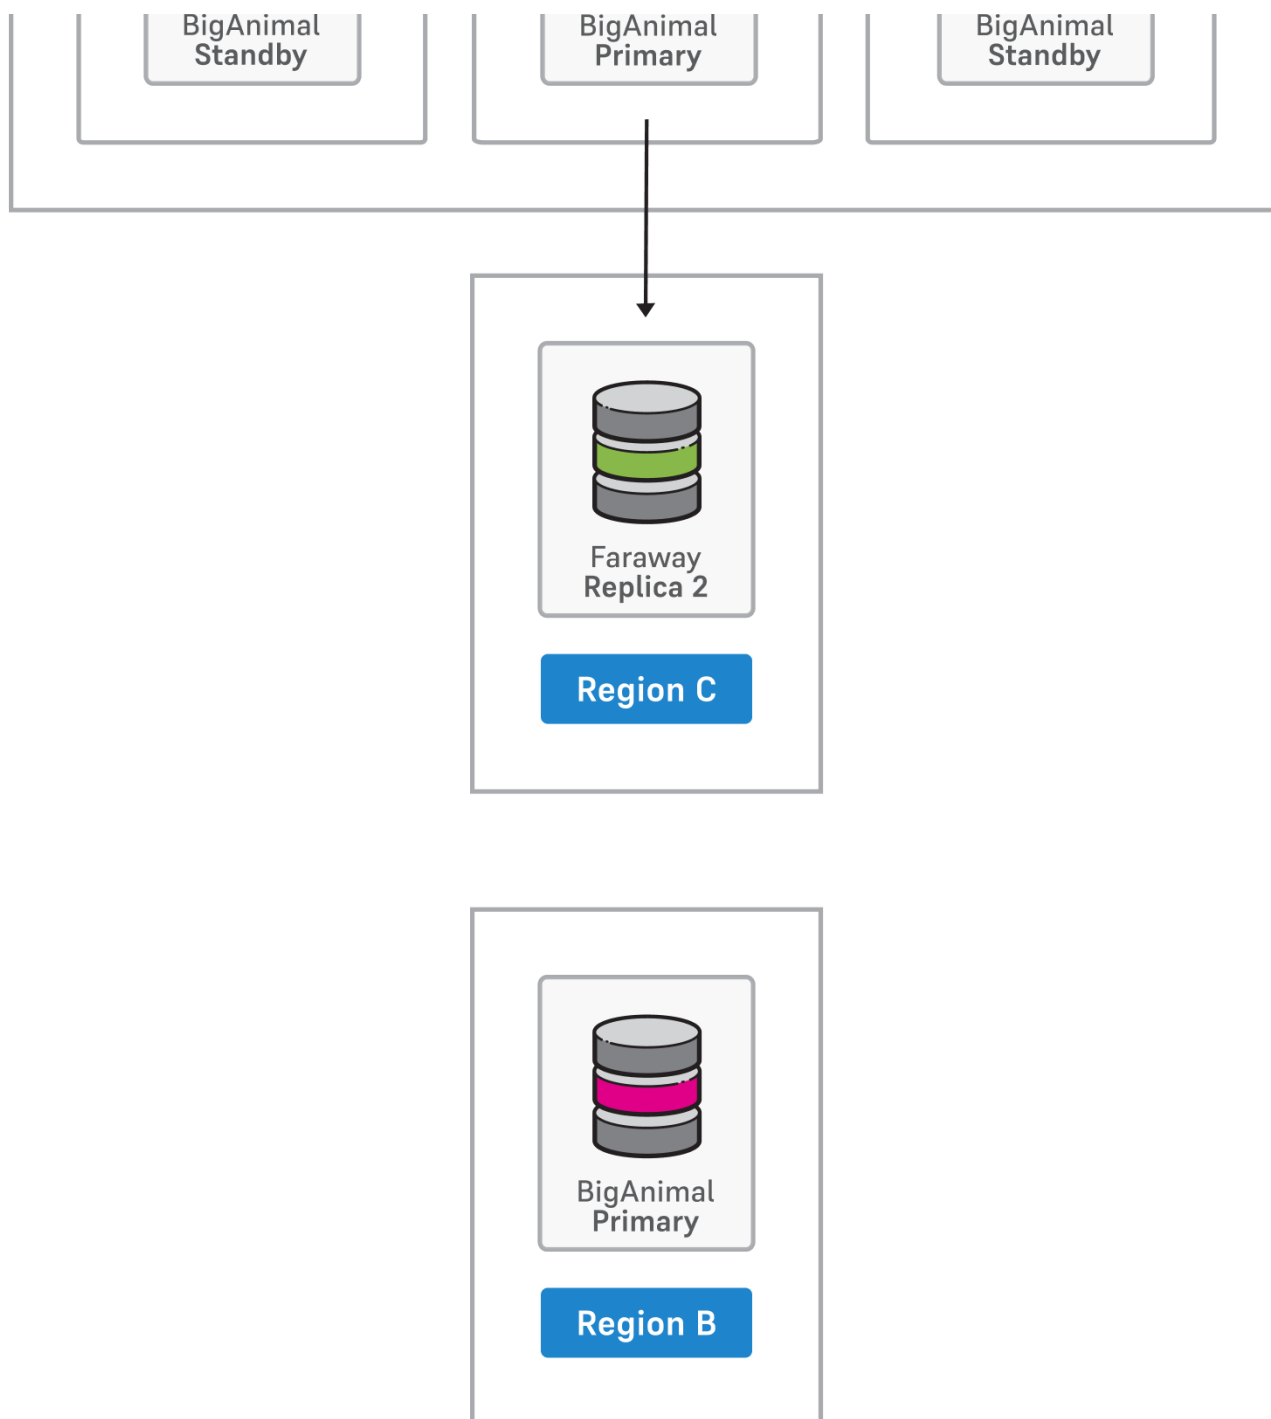 BigAnimal
Standby
BigAnimal
Primary
BigAnimal
Standby
Faraway
Replica 2
Region C
BigAnimal
Primary
Region B